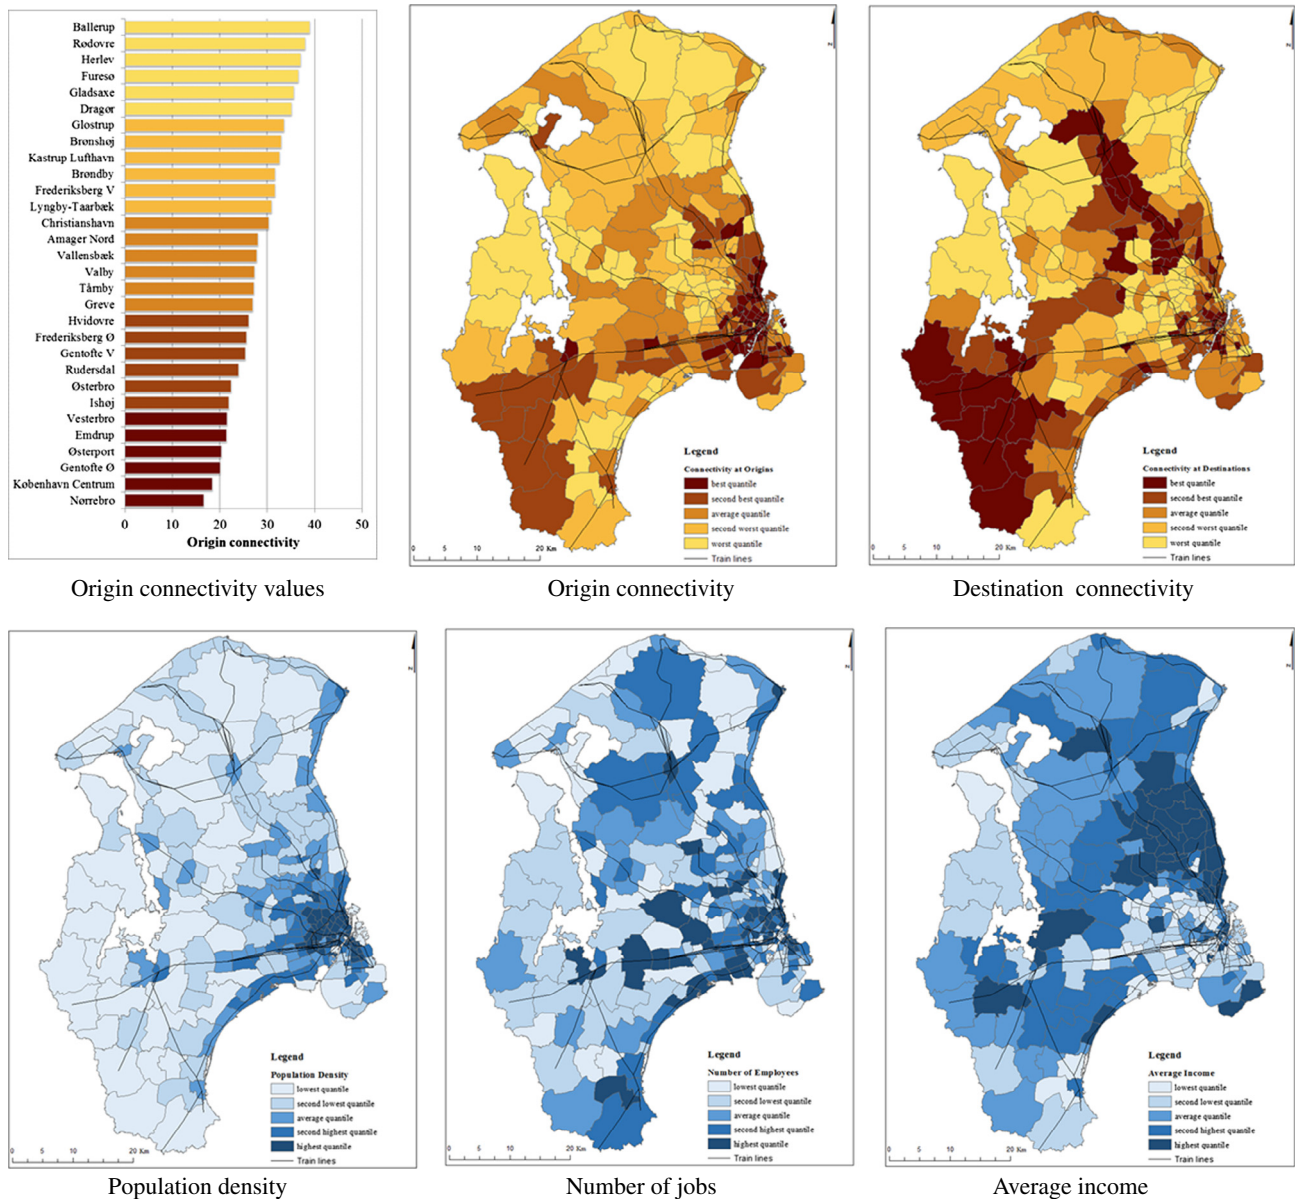 Ballerup
Rødovre
Herlev
Furesø
Gladsaxe
Dragør
Glostrup
Brønshøj
Kastrup Lufthavn
Brøndby
Frederiksberg V
Lyngby-Taarbæk
Christianshavn
Amager Nord
Vallensbæk
Valby
Tårnby
Greve
Hvidovre
Frederiksberg Ø
Gentofte V
Rudersdal
Østerbro
Ishøj
Vesterbro
Emdrup
Østerport
Gentofte Ø
København Centrum
Nørrebro
0 10 20 30 40 50
Origin connectivity
Origin connectivity values
N
Legend
Connectivity at Origins
best quantile
second best quantile
average quantile
second worst quantile
worst quantile
Train lines
0 5 10 20 Km
Origin connectivity
N
Legend
Connectivity at Destinations
best quantile
second best quantile
average quantile
second worst quantile
worst quantile
Train lines
0 5 10 20 Km
Destination connectivity
N
Legend
Population Density
lowest quantile
second lowest quantile
average quantile
second highest quantile
highest quantile
Train lines
0 5 10 20 Km
Population density
N
Legend
Number of Employees
lowest quantile
second lowest quantile
average quantile
second highest quantile
highest quantile
Train lines
0 5 10 20 Km
Number of jobs
N
Legend
Average Income
lowest quantile
second lowest quantile
average quantile
second highest quantile
highest quantile
Train lines
0 5 10 20 Km
Average income